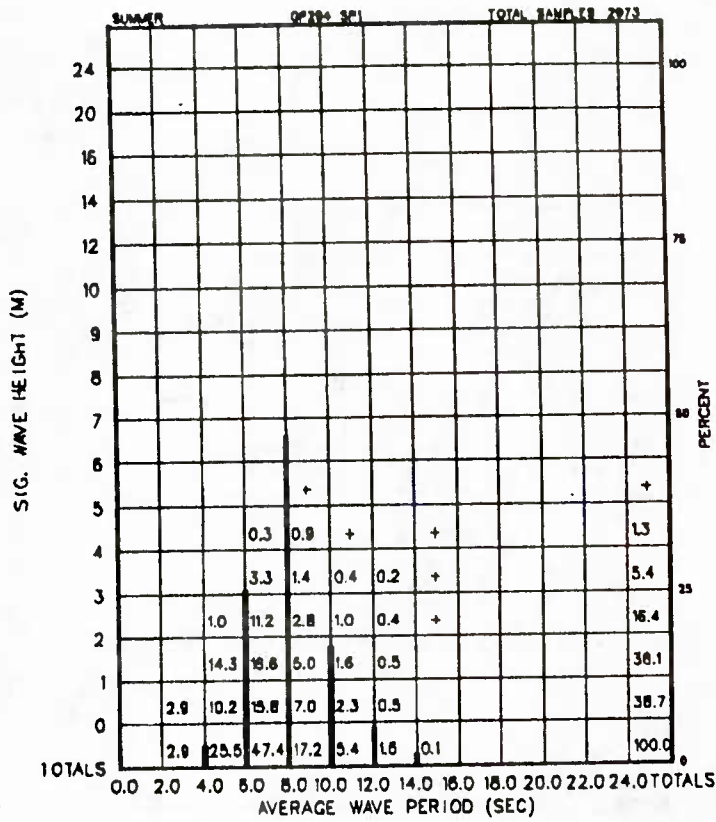 SUMMER GP294 SP1 TOTAL SAMPLES 2973
24 100
20
16
14
12 75
10
9
8
7 50
6
+ +
5
0.3 0.9 + + 1.3
4
3.3 1.4 0.4 0.2 + 5.4
3 25
1.0 11.2 2.8 1.0 0.4 + 16.4
2
14.3 16.6 5.0 1.6 0.5 38.1
1
2.9 10.2 15.8 7.0 2.3 0.5 38.7
0
2.9 25.5 47.4 17.2 5.4 1.6 0.1 100.0 0
TOTALS
0.0 2.0 4.0 6.0 8.0 10.0 12.0 14.0 16.0 18.0 20.0 22.0 24.0 TOTALS
AVERAGE WAVE PERIOD (SEC)
SIG. WAVE HEIGHT (M)
PERCENT